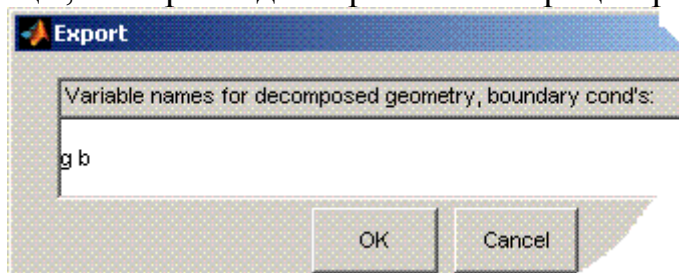 Export
Variable names for decomposed geometry, boundary cond's:
g b
OK Cancel